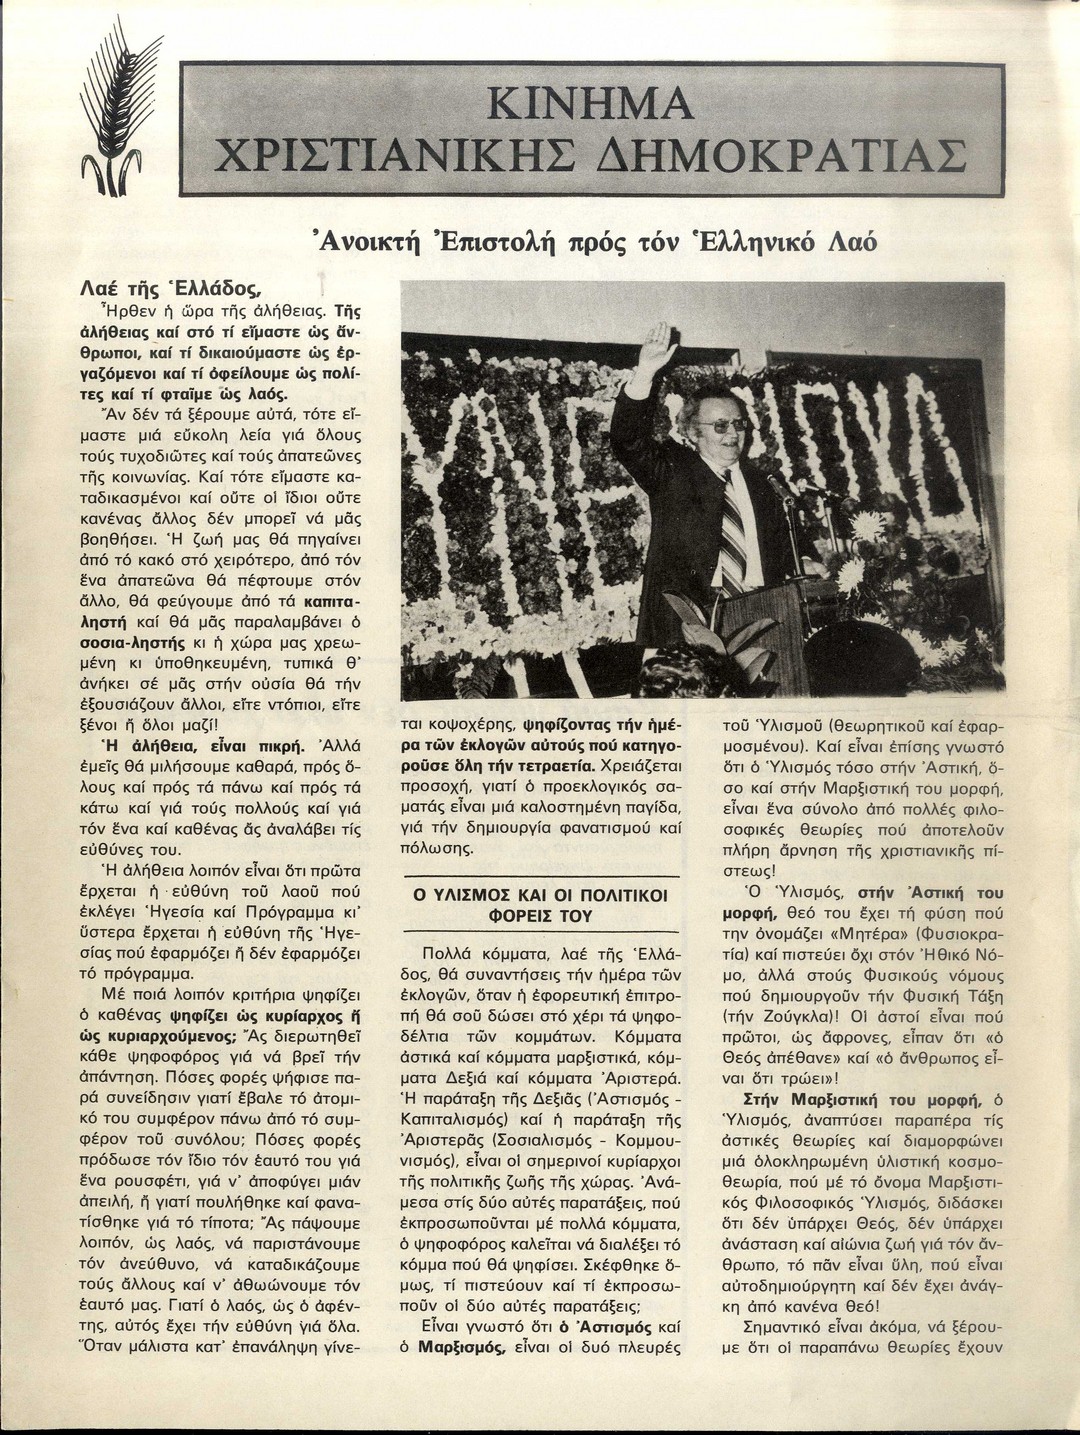 ΚΙΝΗΜΑ
ΧΡΙΣΤΙΑΝΙΚΗΣ ΔΗΜΟΚΡΑΤΙΑΣ
Ἀνοικτή Ἐπιστολή πρός τόν Ἑλληνικό Λαό
Λαέ τῆς Ἑλλάδος,
Ἦρθεν ἡ ὥρα τῆς ἀλήθειας. Τῆς
ἀλήθειας καί στό τί εἴμαστε ὡς ἄν-
θρωποι, καί τί δικαιούμαστε ὡς ἐρ-
γαζόμενοι καί τί ὀφείλουμε ὡς πολί-
τες καί τί φταῖμε ὡς λαός.
Ἄν δέν τά ξέρουμε αὐτά, τότε εἴ-
μαστε μιά εὔκολη λεία γιά ὅλους
τούς τυχοδιῶτες καί τούς ἀπατεῶνες
τῆς κοινωνίας. Καί τότε εἴμαστε κα-
ταδικασμένοι καί οὔτε οἱ ἴδιοι οὔτε
κανένας ἄλλος δέν μπορεῖ νά μᾶς
βοηθήσει. Ἡ ζωή μας θά πηγαίνει
ἀπό τό κακό στό χειρότερο, ἀπό τόν
ἕνα ἀπατεῶνα θά πέφτουμε στόν
ἄλλο, θά φεύγουμε ἀπό τά καπιτα-
ληστή καί θά μᾶς παραλαμβάνει ὁ
σοσια-ληστής κι ἡ χώρα μας χρεω-
μένη κι ὑποθηκευμένη, τυπικά θ'
ἀνήκει σέ μᾶς στήν οὐσία θά τήν
ἐξουσιάζουν ἄλλοι, εἴτε ντόπιοι, εἴτε
ξένοι ἤ ὅλοι μαζί!
Ἡ ἀλήθεια, εἶναι πικρή. Ἀλλά
ἐμεῖς θά μιλήσουμε καθαρά, πρός ὅ-
λους καί πρός τά πάνω καί πρός τά
κάτω καί γιά τούς πολλούς καί γιά
τόν ἕνα καί καθένας ἄς ἀναλάβει τίς
εὐθύνες του.
Ἡ ἀλήθεια λοιπόν εἶναι ὅτι πρῶτα
ἔρχεται ἡ εὐθύνη τοῦ λαοῦ πού
ἐκλέγει Ἡγεσία καί Πρόγραμμα κι'
ὕστερα ἔρχεται ἡ εὐθύνη τῆς Ἡγε-
σίας πού ἐφαρμόζει ἤ δέν ἐφαρμόζει
τό πρόγραμμα.
Μέ ποιά λοιπόν κριτήρια ψηφίζει
ὁ καθένας ψηφίζει ὡς κυρίαρχος ἤ
ὡς κυριαρχούμενος; Ἄς διερωτηθεῖ
κάθε ψηφοφόρος γιά νά βρεῖ τήν
ἀπάντηση. Πόσες φορές ψήφισε πα-
ρά συνείδησιν γιατί ἔβαλε τό ἀτομι-
κό του συμφέρον πάνω ἀπό τό συμ-
φέρον τοῦ συνόλου; Πόσες φορές
πρόδωσε τόν ἴδιο τόν ἑαυτό του γιά
ἕνα ρουσφέτι, γιά ν' ἀποφύγει μιάν
ἀπειλή, ἤ γιατί πουλήθηκε καί φανα-
τίσθηκε γιά τό τίποτα; Ἄς πάψουμε
λοιπόν, ὡς λαός, νά παριστάνουμε
τόν ἀνεύθυνο, νά καταδικάζουμε
τούς ἄλλους καί ν' ἀθωώνουμε τόν
ἑαυτό μας. Γιατί ὁ λαός, ὡς ὁ ἀφέν-
της, αὐτός ἔχει τήν εὐθύνη γιά ὅλα.
Ὅταν μάλιστα κατ' ἐπανάληψη γίνε-
ΑΛΕ
ται κοψοχέρης, ψηφίζοντας τήν ἡμέ-
ρα τῶν ἐκλογῶν αὐτούς πού κατηγο-
ροῦσε ὅλη τήν τετραετία. Χρειάζεται
προσοχή, γιατί ὁ προεκλογικός σα-
ματάς εἶναι μιά καλοστημένη παγίδα,
γιά τήν δημιουργία φανατισμοῦ καί
πόλωσης.
Ο ΥΛΙΣΜΟΣ ΚΑΙ ΟΙ ΠΟΛΙΤΙΚΟΙ
ΦΟΡΕΙΣ ΤΟΥ
Πολλά κόμματα, λαέ τῆς Ἑλλά-
δος, θά συναντήσεις τήν ἡμέρα τῶν
ἐκλογῶν, ὅταν ἡ ἐφορευτική ἐπιτρο-
πή θά σοῦ δώσει στό χέρι τά ψηφο-
δέλτια τῶν κομμάτων. Κόμματα
ἀστικά καί κόμματα μαρξιστικά, κόμ-
ματα Δεξιά καί κόμματα Ἀριστερά.
Ἡ παράταξη τῆς Δεξιᾶς (Ἀστισμός -
Καπιταλισμός) καί ἡ παράταξη τῆς
Ἀριστερᾶς (Σοσιαλισμός - Κομμου-
νισμός), εἶναι οἱ σημερινοί κυρίαρχοι
τῆς πολιτικῆς ζωῆς τῆς χώρας. Ἀνά-
μεσα στίς δύο αὐτές παρατάξεις, πού
ἐκπροσωποῦνται μέ πολλά κόμματα,
ὁ ψηφοφόρος καλεῖται νά διαλέξει τό
κόμμα πού θά ψηφίσει. Σκέφθηκε ὅ-
μως, τί πιστεύουν καί τί ἐκπροσω-
ποῦν οἱ δύο αὐτές παρατάξεις;
Εἶναι γνωστό ὅτι ὁ Ἀστισμός καί
ὁ Μαρξισμός, εἶναι οἱ δυό πλευρές
τοῦ Ὑλισμοῦ (θεωρητικοῦ καί ἐφαρ-
μοσμένου). Καί εἶναι ἐπίσης γνωστό
ὅτι ὁ Ὑλισμός τόσο στήν Ἀστική, ὅ-
σο καί στήν Μαρξιστική του μορφή,
εἶναι ἕνα σύνολο ἀπό πολλές φιλο-
σοφικές θεωρίες πού ἀποτελοῦν
πλήρη ἄρνηση τῆς χριστιανικῆς πί-
στεως!
Ὁ Ὑλισμός, στήν Ἀστική του
μορφή, θεό του ἔχει τή φύση πού
την ὀνομάζει «Μητέρα» (Φυσιοκρα-
τία) καί πιστεύει ὄχι στόν Ἠθικό Νό-
μο, ἀλλά στούς Φυσικούς νόμους
πού δημιουργοῦν τήν Φυσική Τάξη
(τήν Ζούγκλα)! Οἱ ἀστοί εἶναι πού
πρῶτοι, ὡς ἄφρονες, εἶπαν ὅτι «ὁ
Θεός ἀπέθανε» καί «ὁ ἄνθρωπος εἶ-
ναι ὅτι τρώει»!
Στήν Μαρξιστική του μορφή, ὁ
Ὑλισμός, ἀναπτύσει παραπέρα τίς
ἀστικές θεωρίες καί διαμορφώνει
μιά ὁλοκληρωμένη ὑλιστική κοσμο-
θεωρία, πού μέ τό ὄνομα Μαρξιστι-
κός Φιλοσοφικός Ὑλισμός, διδάσκει
ὅτι δέν ὑπάρχει Θεός, δέν ὑπάρχει
ἀνάσταση καί αἰώνια ζωή γιά τόν ἄν-
θρωπο, τό πᾶν εἶναι ὕλη, πού εἶναι
αὐτοδημιούργητη καί δέν ἔχει ἀνάγ-
κη ἀπό κανένα θεό!
Σημαντικό εἶναι ἀκόμα, νά ξέρου-
με ὅτι οἱ παραπάνω θεωρίες ἔχουν